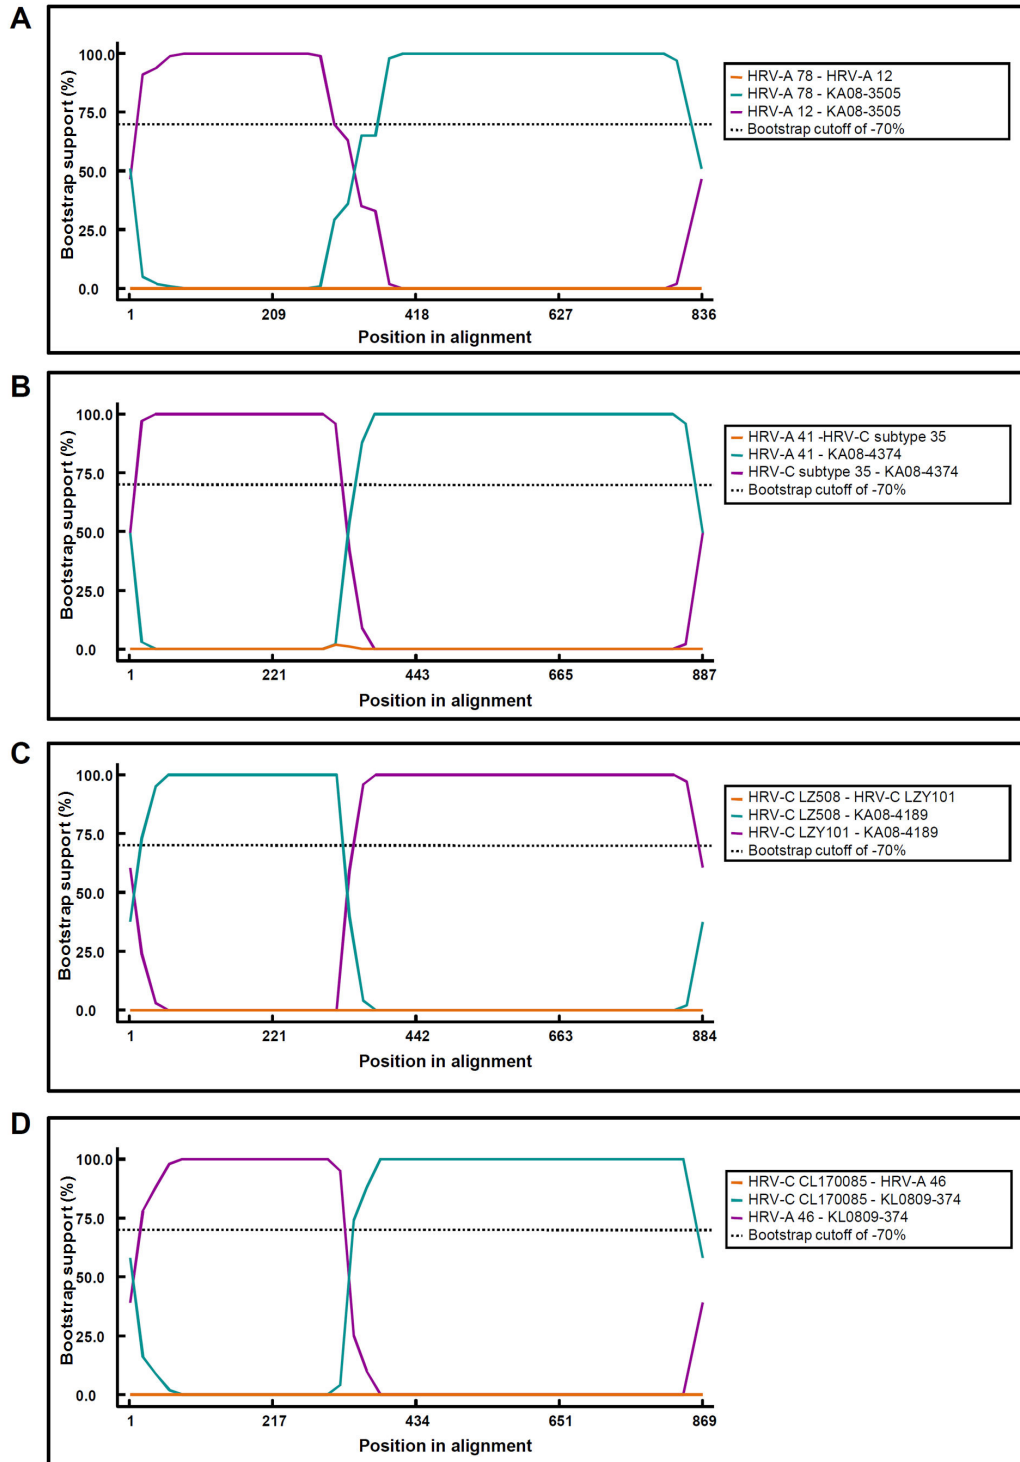 A
Bootstrap support (%)
100.0
75.0
50.0
25.0
0.0
1 209 418 627 836
Position in alignment
HRV-A 78 - HRV-A 12
HRV-A 78 - KA08-3505
HRV-A 12 - KA08-3505
Bootstrap cutoff of -70%
B
Bootstrap support (%)
100.0
75.0
50.0
25.0
0.0
1 221 443 665 887
Position in alignment
HRV-A 41 -HRV-C subtype 35
HRV-A 41 - KA08-4374
HRV-C subtype 35 - KA08-4374
Bootstrap cutoff of -70%
C
Bootstrap support (%)
100.0
75.0
50.0
25.0
0.0
1 221 442 663 884
Position in alignment
HRV-C LZ508 - HRV-C LZY101
HRV-C LZ508 - KA08-4189
HRV-C LZY101 - KA08-4189
Bootstrap cutoff of -70%
D
Bootstrap support (%)
100.0
75.0
50.0
25.0
0.0
1 217 434 651 869
Position in alignment
HRV-C CL170085 - HRV-A 46
HRV-C CL170085 - KL0809-374
HRV-A 46 - KL0809-374
Bootstrap cutoff of -70%